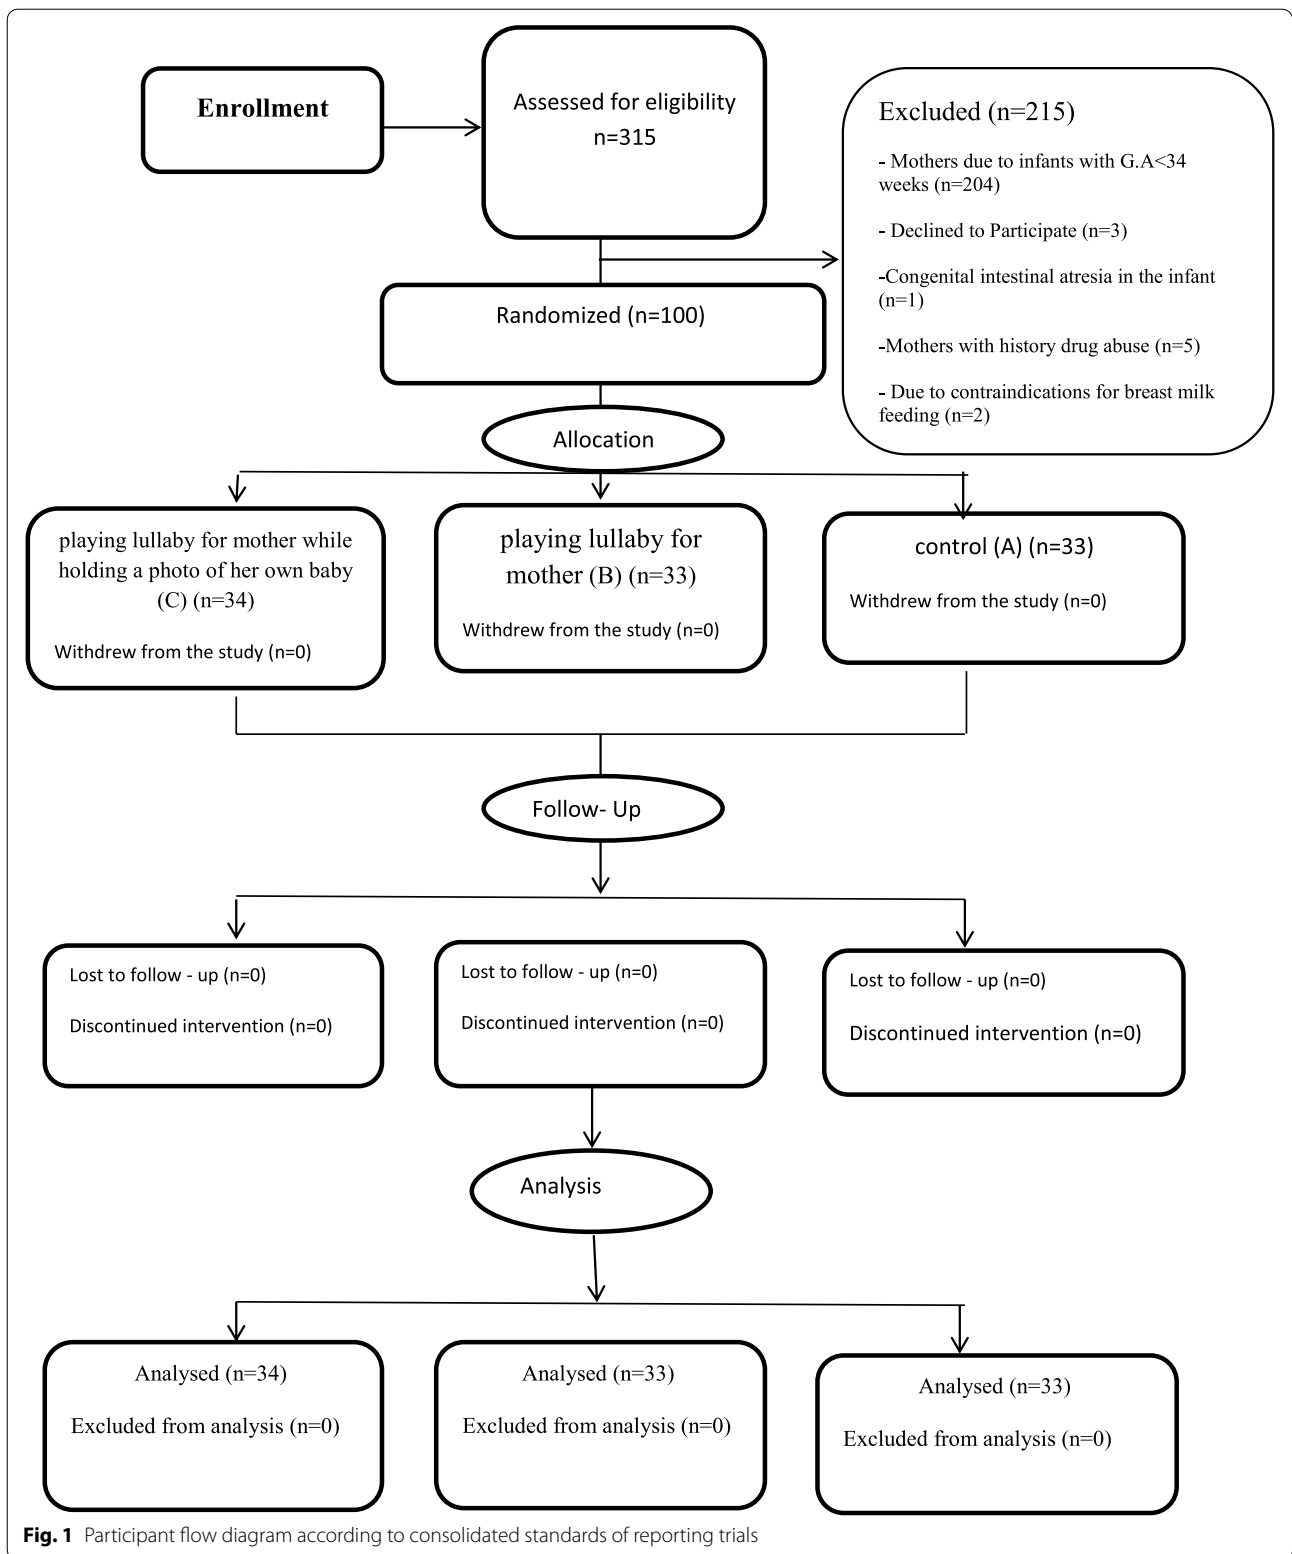 Enrollment
Assessed for eligibility
n=315
Excluded (n=215)
- Mothers due to infants with G.A<34
weeks (n=204)
- Declined to Participate (n=3)
-Congenital intestinal atresia in the infant
(n=1)
-Mothers with history drug abuse (n=5)
- Due to contraindications for breast milk
feeding (n=2)
Randomized (n=100)
Allocation
playing lullaby for mother while
holding a photo of her own baby
(C) (n=34)
Withdrew from the study (n=0)
playing lullaby for
mother (B) (n=33)
Withdrew from the study (n=0)
control (A) (n=33)
Withdrew from the study (n=0)
Follow- Up
Lost to follow - up (n=0)
Discontinued intervention (n=0)
Lost to follow - up (n=0)
Discontinued intervention (n=0)
Lost to follow - up (n=0)
Discontinued intervention (n=0)
Analysis
Analysed (n=34)
Excluded from analysis (n=0)
Analysed (n=33)
Excluded from analysis (n=0)
Analysed (n=33)
Excluded from analysis (n=0)
Fig. 1 Participant flow diagram according to consolidated standards of reporting trials